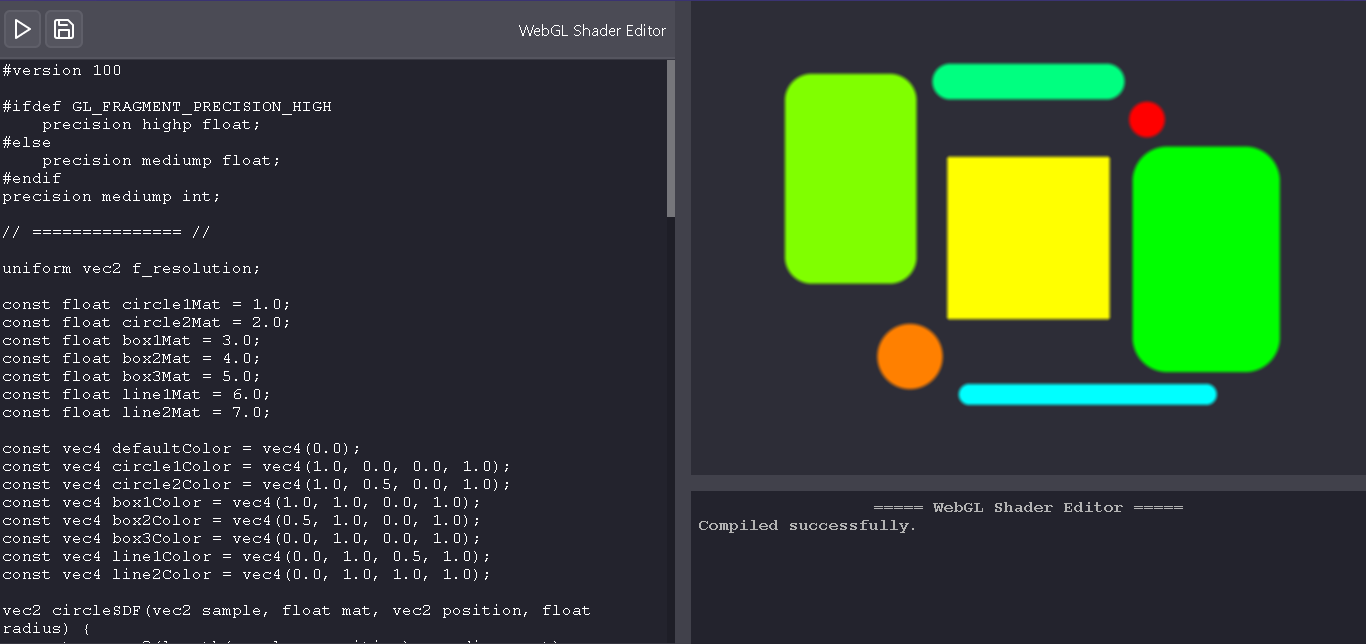 WebGL Shader Editor
#version 100
#ifdef GL_FRAGMENT_PRECISION_HIGH
    precision highp float;
#else
    precision mediump float;
#endif
precision mediump int;
// =============== //
uniform vec2 f_resolution;
const float circle1Mat = 1.0;
const float circle2Mat = 2.0;
const float box1Mat = 3.0;
const float box2Mat = 4.0;
const float box3Mat = 5.0;
const float line1Mat = 6.0;
const float line2Mat = 7.0;
const vec4 defaultColor = vec4(0.0);
const vec4 circle1Color = vec4(1.0, 0.0, 0.0, 1.0);
const vec4 circle2Color = vec4(1.0, 0.5, 0.0, 1.0);
const vec4 box1Color = vec4(1.0, 1.0, 0.0, 1.0);
const vec4 box2Color = vec4(0.5, 1.0, 0.0, 1.0);
const vec4 box3Color = vec4(0.0, 1.0, 0.0, 1.0);
const vec4 line1Color = vec4(0.0, 1.0, 0.5, 1.0);
const vec4 line2Color = vec4(0.0, 1.0, 1.0, 1.0);
vec2 circleSDF(vec2 sample, float mat, vec2 position, float
radius) {
===== WebGL Shader Editor =====
Compiled successfully.